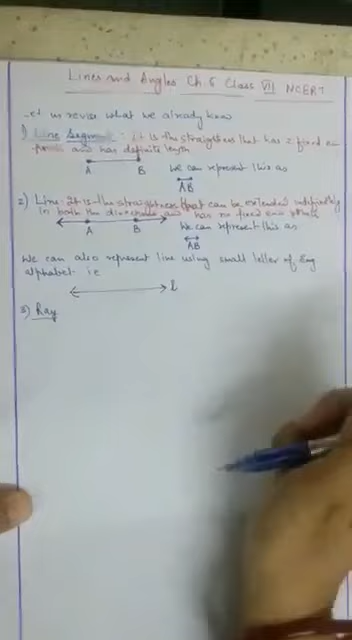 Lines and Angles Ch. 5 Class VII NCERT
Let us revise what we already know
1) Line Segment : it is the straightness that has 2 fixed en
points and has definite length
A B We can represent this as
AB
2) Line: It is the straightness that can be extended indefinitely
in both the directions and has no fixed end points
A B We can represent this as
AB
We can also represent line using small letter of Eng
alphabet i.e
l
3) Ray